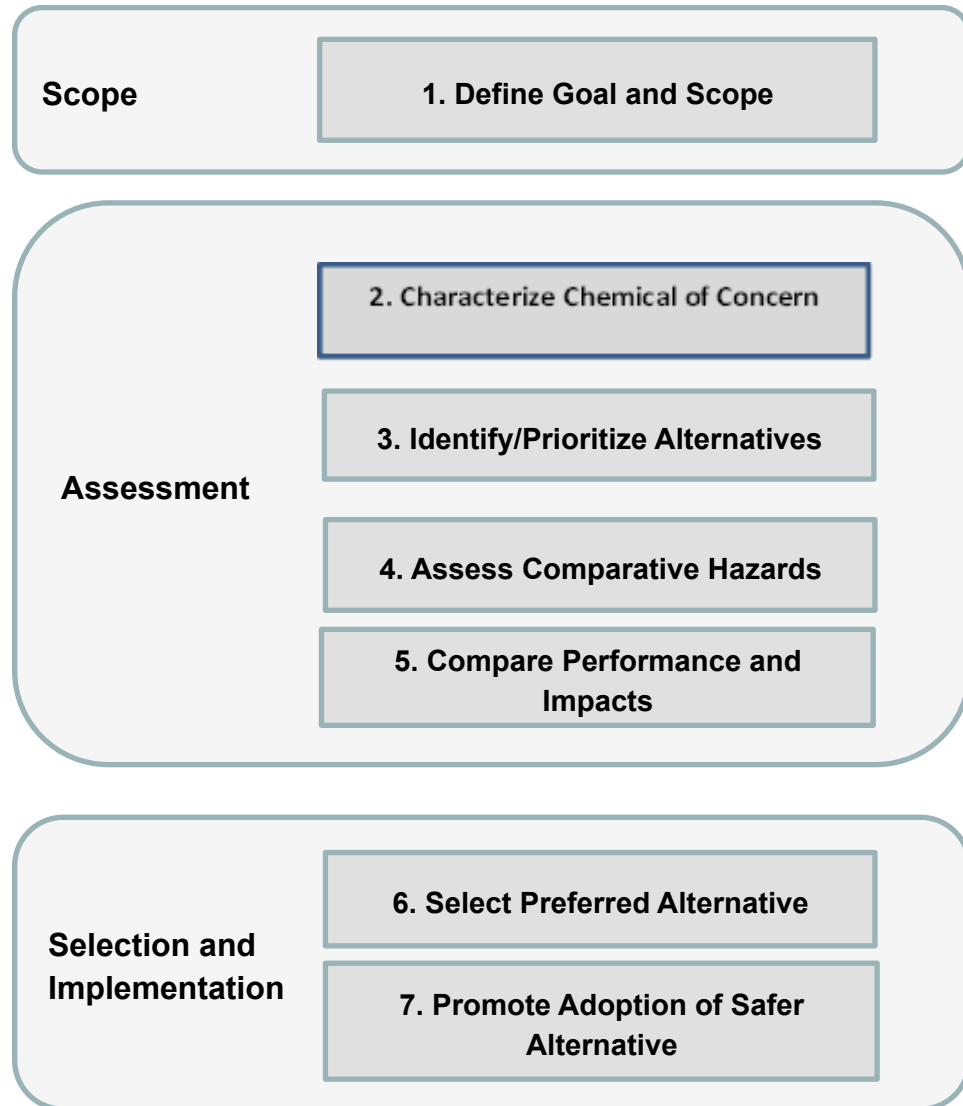 Scope
1. Define Goal and Scope
2. Characterize Chemical of Concern
3. Identify/Prioritize Alternatives
Assessment
4. Assess Comparative Hazards
5. Compare Performance and
Impacts
6. Select Preferred Alternative
Selection and
Implementation
7. Promote Adoption of Safer
Alternative